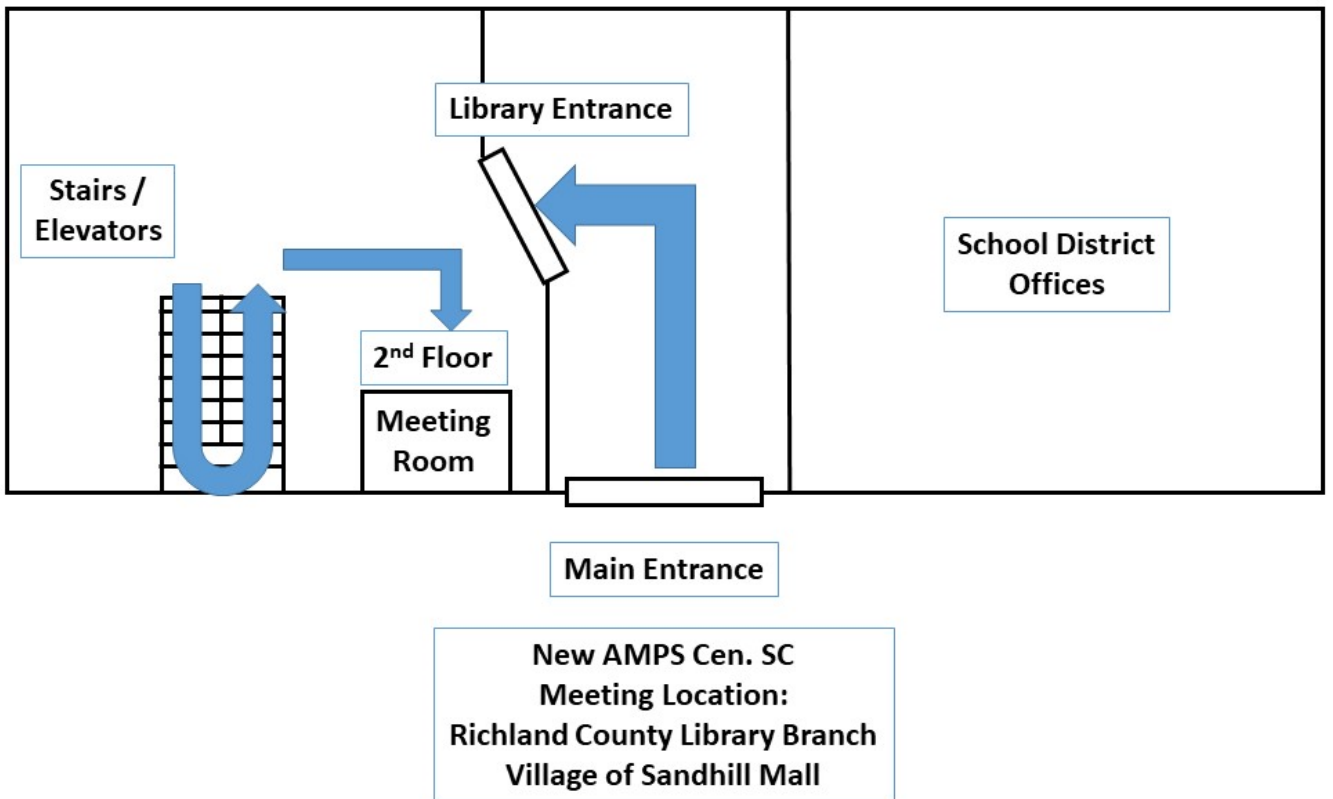 Library Entrance
Stairs /
Elevators
School District
Offices
2nd Floor
Meeting
Room
Main Entrance
New AMPS Cen. SC
Meeting Location:
Richland County Library Branch
Village of Sandhill Mall